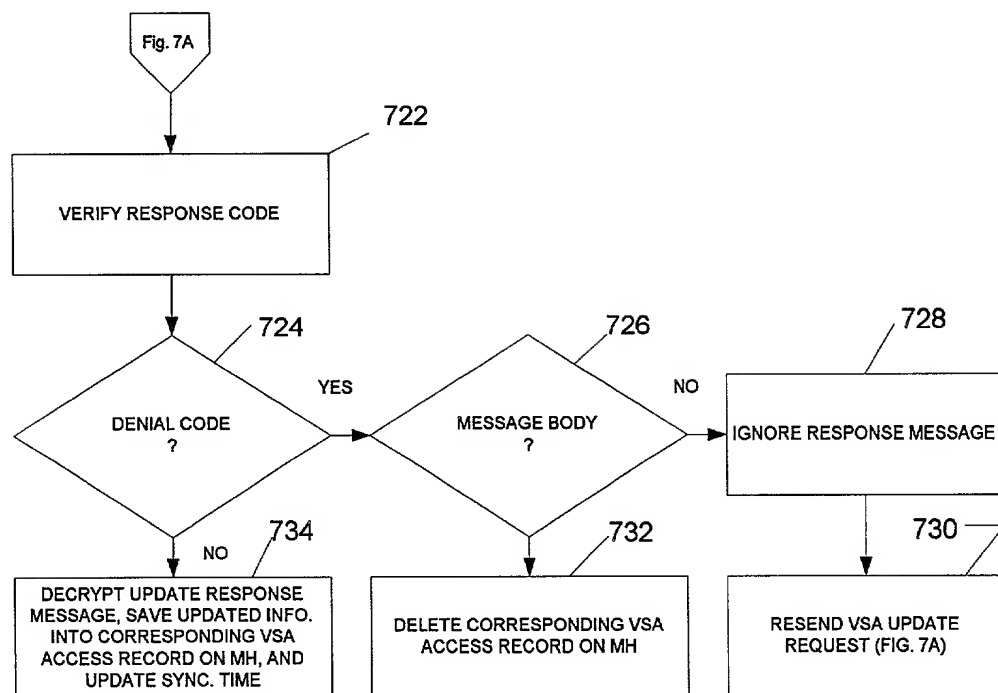 Fig. 7A
722
VERIFY RESPONSE CODE
724
726
728
YES
NO
DENIAL CODE
?
MESSAGE BODY
?
IGNORE RESPONSE MESSAGE
734
NO
732
730
DECRYPT UPDATE RESPONSE
MESSAGE, SAVE UPDATED INFO.
INTO CORRESPONDING VSA
ACCESS RECORD ON MH, AND
UPDATE SYNC. TIME
DELETE CORRESPONDING VSA
ACCESS RECORD ON MH
RESEND VSA UPDATE
REQUEST (FIG. 7A)